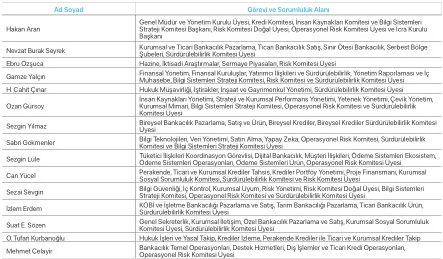 Ad Soyad Görevi ve Sorumluluk Alanı
Hakan Aran
Genel Müdür ve Yönetim Kurulu Üyesi, Kredi Komitesi, İnsan Kaynakları Komitesi ve Bilgi Sistemleri
Strateji Komitesi Başkanı, Risk Komitesi Doğal Üyesi, Operasyonel Risk Komitesi Üyesi ve İcra Kurulu
Başkanı
Nevzat Burak Seyrek
Kurumsal ve Ticari Bankacılık Pazarlama, Ticari Bankacılık Satış, Sınır Ötesi Bankacılık, Serbest Bölge
Şubeleri, Sürdürülebilirlik Komitesi Üyesi
Ebru Özşuca Hazine, İktisadi Araştırmalar, Sermaye Piyasaları, Risk Komitesi Üyesi
Gamze Yalçın
Finansal Yönetim, Finansal Kuruluşlar, Yatırımcı İlişkileri ve Sürdürülebilirlik, Yönetim Raporlaması ve İç
Muhasebe, Bilgi Sistemleri Strateji Komitesi, Risk Komitesi ve Sürdürülebilirlik Komitesi Üyesi
H. Cahit Çınar Hukuk Müşavirliği, İştirakler, İnşaat ve Gayrimenkul Yönetimi, Sürdürülebilirlik Komitesi Üyesi
Ozan Gürsoy
İnsan Kaynakları Yönetimi, Strateji ve Kurumsal Performans Yönetimi, Yetenek Yönetimi, Çevik Yönetim,
Kurumsal Mimari, Bilgi Sistemleri Strateji Komitesi, Operasyonel Risk Komitesi ve Sürdürülebilirlik
Komitesi Üyesi
Sezgin Yılmaz
Bireysel Bankacılık Pazarlama, Satış ve Ürün, Bireysel Krediler, Bireysel Krediler Sürdürülebilirlik Komitesi
Üyesi
Sabri Gökmenler
Bilgi Teknolojileri, Veri Yönetimi, Satın Alma, Yapay Zeka, Operasyonel Risk Komitesi, Sürdürülebilirlik
Komitesi ve Bilgi Sistemleri Strateji Komitesi Üyesi
Sezgin Lüle
Tüketici İlişkileri Koordinasyon Görevlisi, Dijital Bankacılık, Müşteri İlişkileri, Ödeme Sistemleri Ekosistem,
Ödeme Sistemleri Operasyonları, Ödeme Sistemleri Ürün, Operasyonel Risk Komitesi Üyesi
Can Yücel
Perakende, Ticari ve Kurumsal Krediler Tahsis, Krediler Portföy Yönetimi, Proje Finansmanı, Kurumsal
Sosyal Sorumluluk Komitesi, Sürdürülebilirlik Komitesi ve Risk Komitesi Üyesi
Sezai Sevgin
Bilgi Güvenliği, İç Kontrol, Kurumsal Uyum, Risk Yönetimi, Risk Komitesi Doğal Üyesi, Bilgi Sistemleri
Strateji Komitesi, Operasyonel Risk Komitesi ve Sürdürülebilirlik Komitesi Üyesi
İzlem Erdem
KOBİ ve İşletme Bankacılığı Pazarlama ve Satış, Tarım Bankacılığı Pazarlama, Ticari Bankacılık Ürün,
Sürdürülebilirlik Komitesi Üyesi
Suat E. Sözen
Genel Sekreterlik, Kurumsal İletişim, Özel Bankacılık Pazarlama ve Satış, Kurumsal Sosyal Sorumluluk
Komitesi Üyesi, Sürdürülebilirlik Komitesi Üyesi
O. Tufan Kurbanoğlu Hukuk İşleri ve Yasal Takip, Krediler İzleme, Perakende Krediler ile Ticari ve Kurumsal Krediler Takip
Mehmet Celayir
Bankacılık Temel Operasyonları, Destek Hizmetleri, Dış İşlemler ve Ticari Kredi Operasyonları,
Operasyonel Risk Komitesi Üyesi